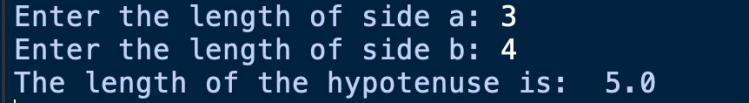 Enter the length of side a: 3
Enter the length of side b: 4
The length of the hypotenuse is:  5.0